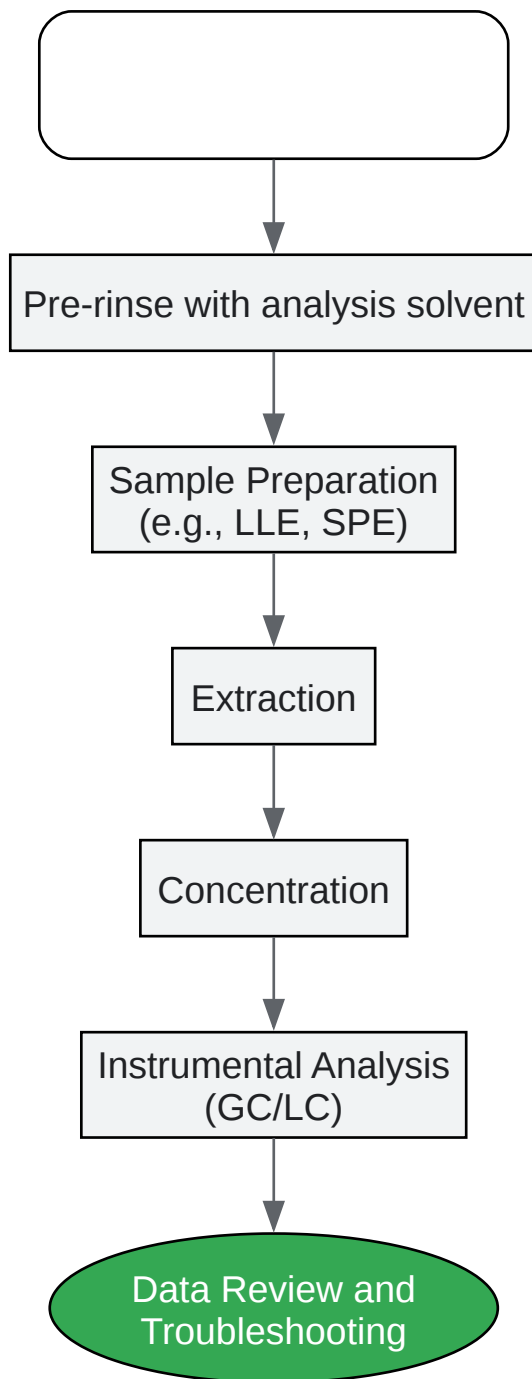 Pre-rinse with analysis solvent
Sample Preparation
(e.g., LLE, SPE)
Extraction
Concentration
Instrumental Analysis
(GC/LC)
Data Review and
Troubleshooting